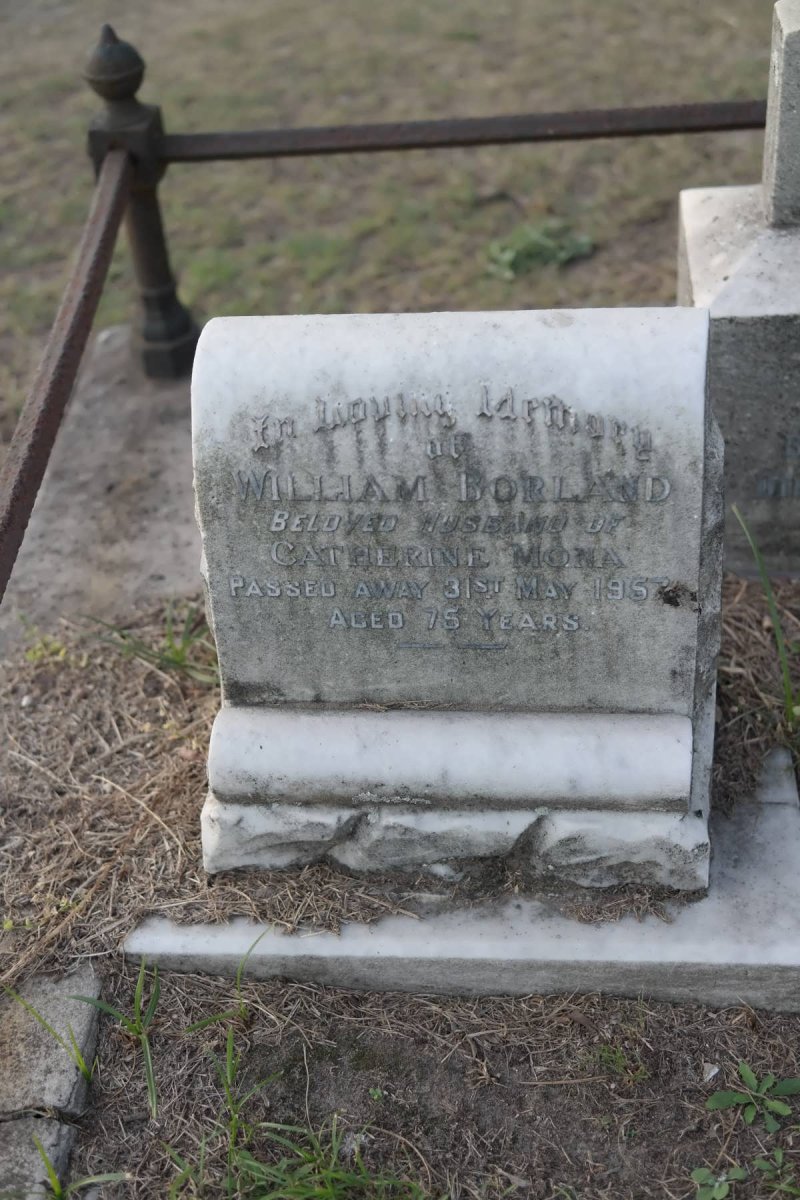 In Loving Memory
of
WILLIAM BORLAND
BELOVED HUSBAND OF
CATHERINE MONA
PASSED AWAY 31ST MAY 1957
AGED 75 YEARS.